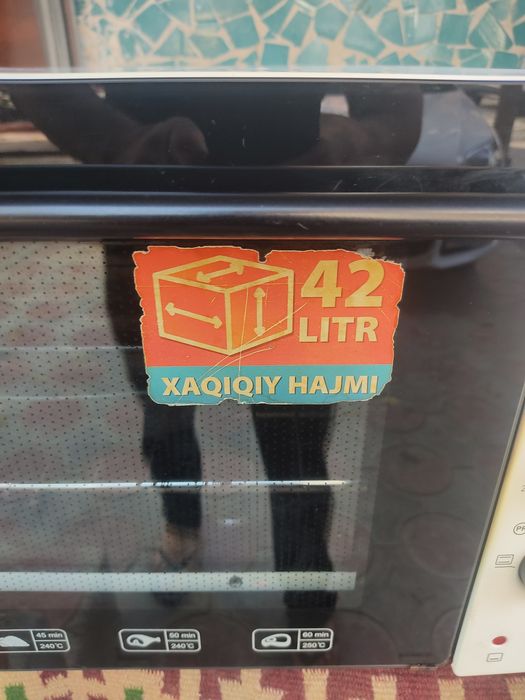 42
LITR
XAQIQIY HAJMI
45 min
240°C
50 min
240°C
60 min
250°C